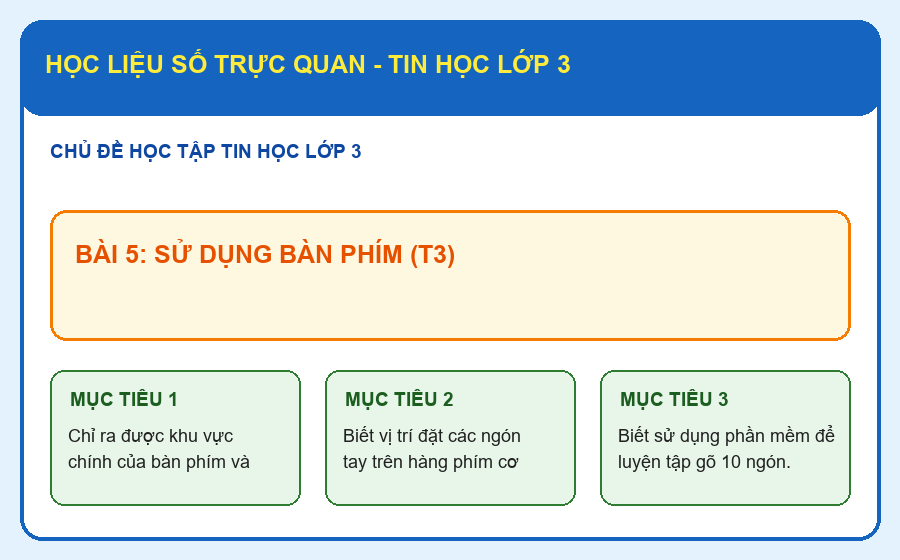 HỌC LIỆU SỐ TRỰC QUAN - TIN HỌC LỚP 3
CHỦ ĐỀ HỌC TẬP TIN HỌC LỚP 3
BÀI 5: SỬ DỤNG BÀN PHÍM (T3)
MỤC TIÊU 1
Chỉ ra được khu vực
chính của bàn phím và
MỤC TIÊU 2
Biết vị trí đặt các ngón
tay trên hàng phím cơ
MỤC TIÊU 3
Biết sử dụng phần mềm để
luyện tập gõ 10 ngón.